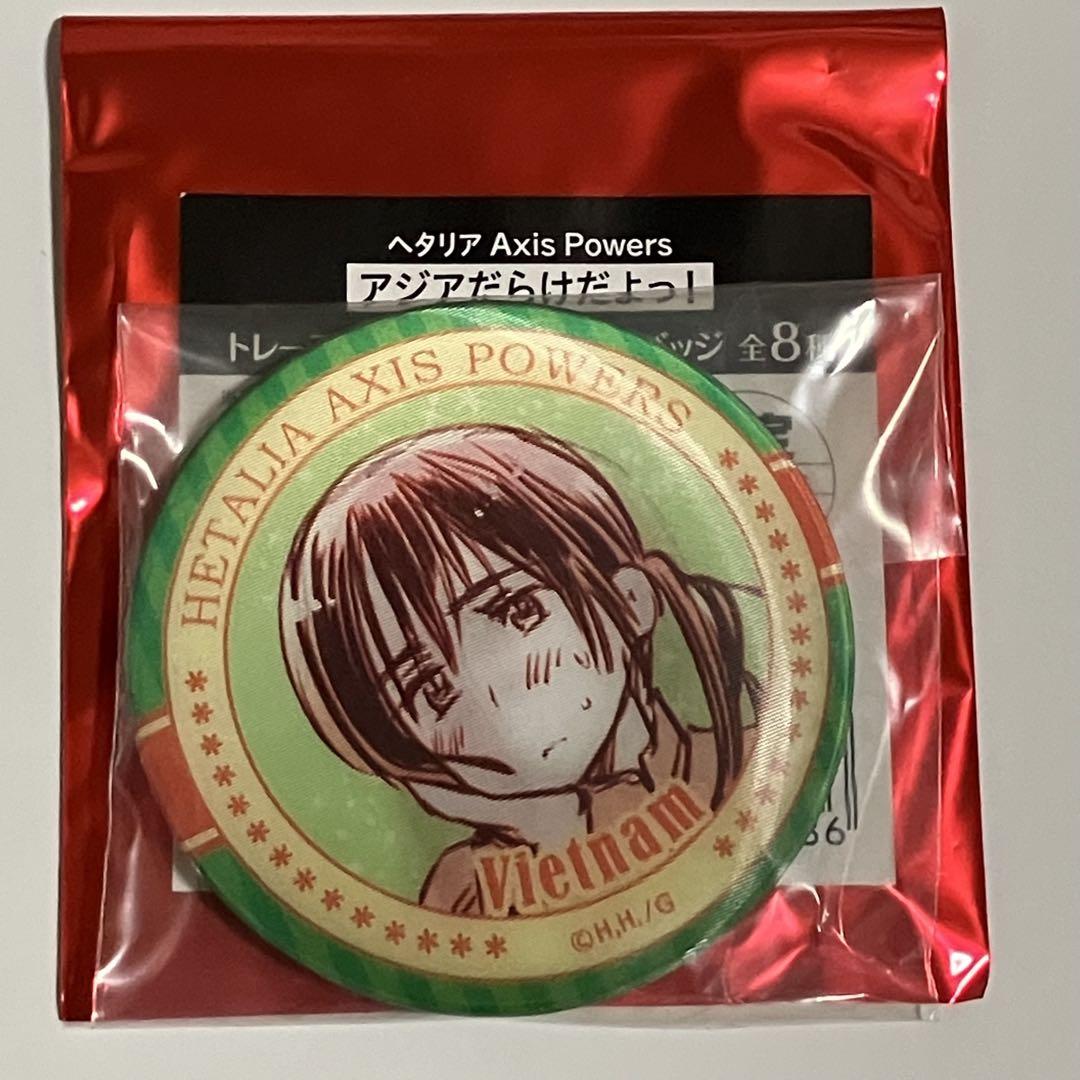 ヘタリア Axis Powers
アジアだらけだよっ!
トレー
バッジ 全8種
HETALIA AXIS POWERS
Vietnam
©H.H./G